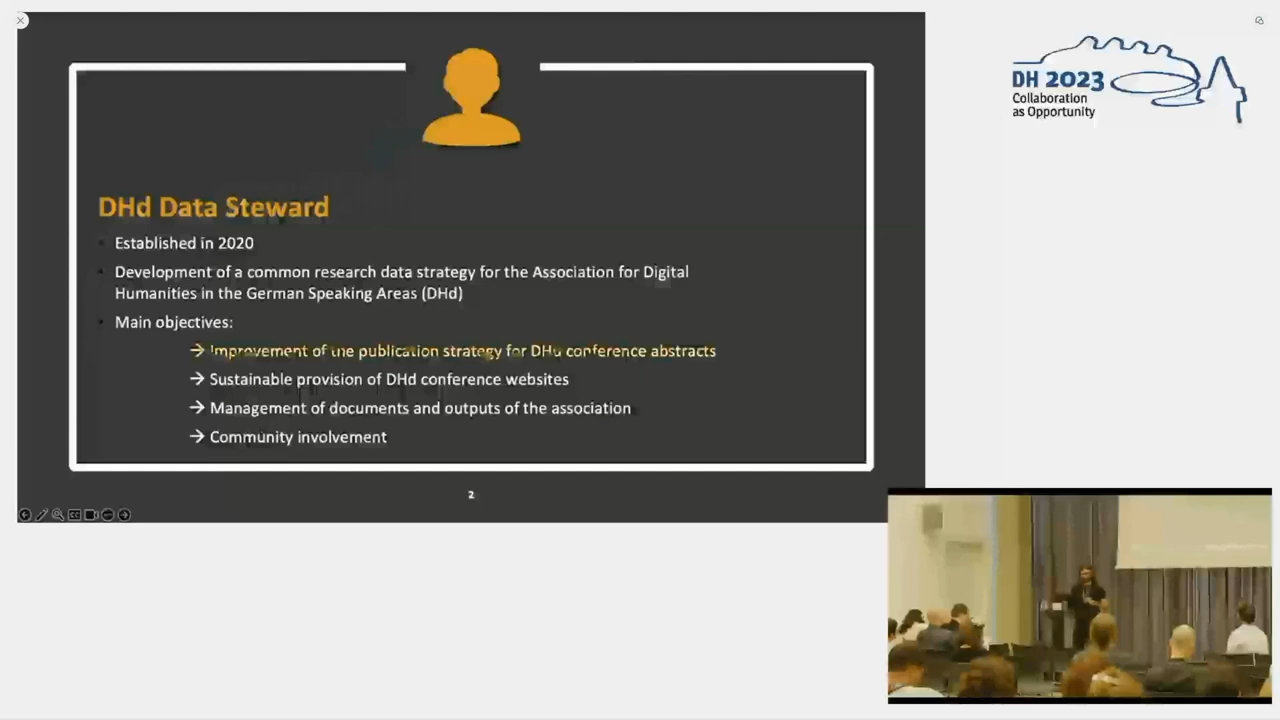 DHd Data Steward
Established in 2020
Development of a common research data strategy for the Association for Digital
Humanities in the German Speaking Areas (DHd)
Main objectives:
→ Improvement of the publication strategy for DHd conference abstracts
→ Sustainable provision of DHd conference websites
→ Management of documents and outputs of the association
→ Community involvement
2
DH 2023
Collaboration
as Opportunity